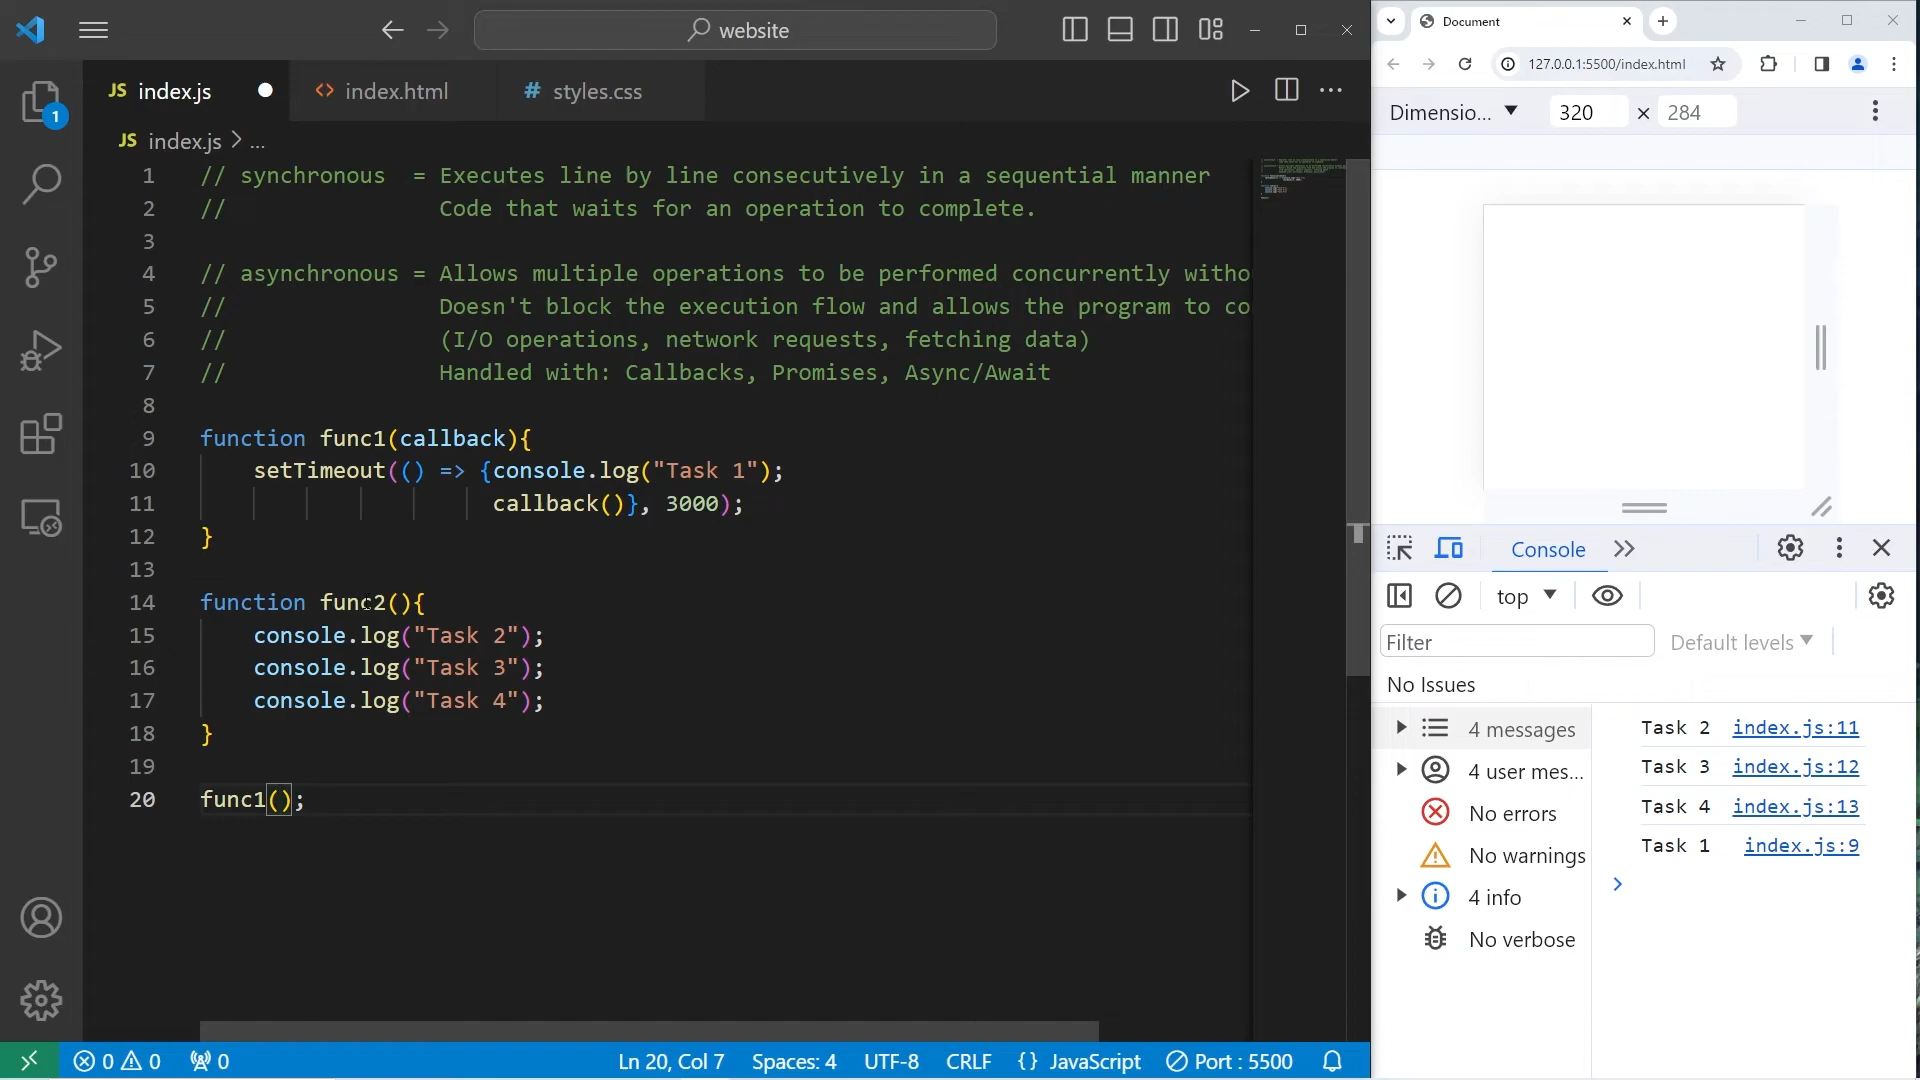 website
Document
127.0.0.1:5500/index.html
Dimensio... 320 × 284
JS index.js
<> index.html
# styles.css
JS index.js > ...
1 // synchronous = Executes line by line consecutively in a sequential manner
2 // Code that waits for an operation to complete.
3
4 // asynchronous = Allows multiple operations to be performed concurrently witho
5 // Doesn't block the execution flow and allows the program to co
6 // (I/O operations, network requests, fetching data)
7 // Handled with: Callbacks, Promises, Async/Await
8
9 function func1(callback){
10 setTimeout(() => {console.log("Task 1");
11 callback()}, 3000);
12 }
13
14 function func2(){
15 console.log("Task 2");
16 console.log("Task 3");
17 console.log("Task 4");
18 }
19
20 func1();
1
Console
top
Filter
Default levels
No Issues
4 messages
4 user mes...
No errors
No warnings
4 info
No verbose
Task 2 index.js:11
Task 3 index.js:12
Task 4 index.js:13
Task 1 index.js:9
0 0 0 Ln 20, Col 7 Spaces: 4 UTF-8 CRLF {} JavaScript Port : 5500